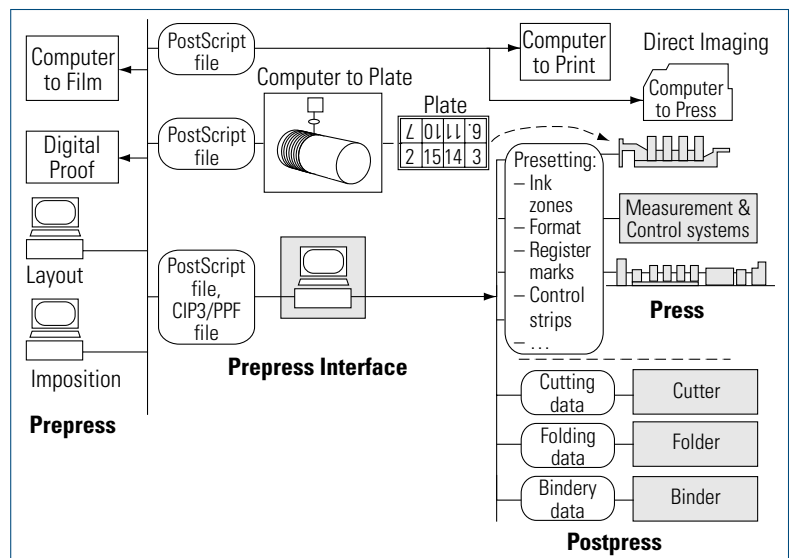 Computer
to Film
PostScript
file
Computer
to Print
Direct Imaging
Computer
to Press
Computer to Plate
Digital
Proof
PostScript
file
Plate
7 10 11 6
2 15 14 3
Presetting:
– Ink
zones
– Format
– Register
marks
– Control
strips
– ...
Measurement &
Control systems
Press
Layout
PostScript
file,
CIP3/PPF
file
Prepress Interface
Imposition
Prepress
Cutting
data
Cutter
Folding
data
Folder
Bindery
data
Binder
Postpress